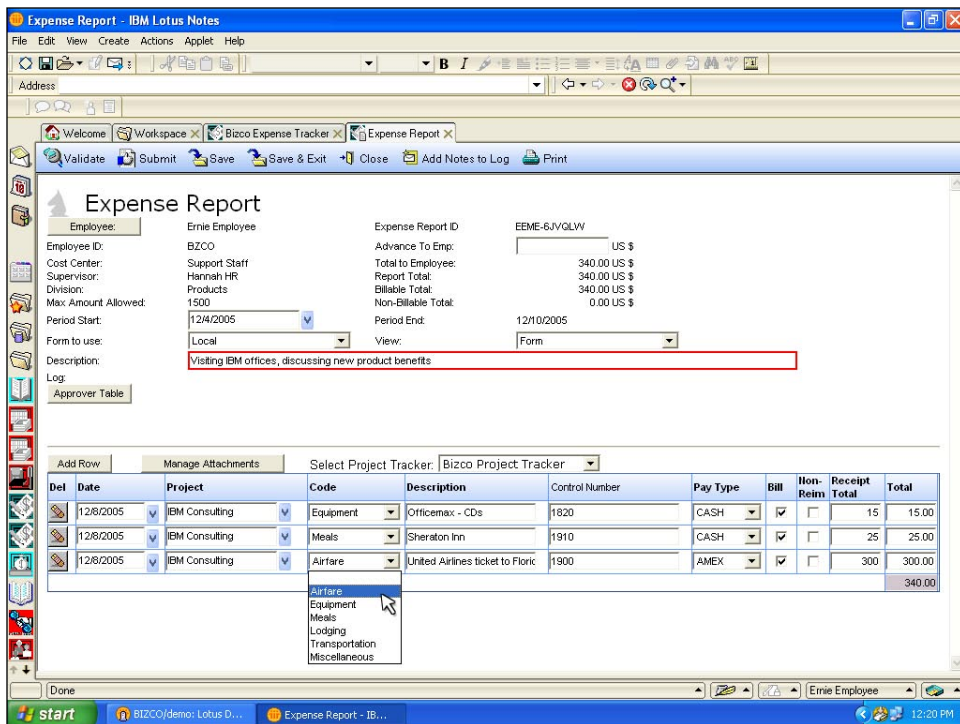 Expense Report - IBM Lotus Notes
File Edit View Create Actions Applet Help
B I
Address
Welcome Workspace Bizco Expense Tracker Expense Report
Validate Submit Save Save & Exit Close Add Notes to Log Print
Expense Report
Employee: Ernie Employee Expense Report ID EEME-6JVQLW
Employee ID: BZCO Advance To Emp: US $
Cost Center: Support Staff Total to Employee: 340.00 US $
Supervisor: Hannah HR Report Total: 340.00 US $
Division: Products Billable Total: 340.00 US $
Max Amount Allowed: 1500 Non-Billable Total: 0.00 US $
Period Start: 12/4/2005 Period End: 12/10/2005
Form to use: Local View: Form
Description: Visiting IBM offices, discussing new product benefits
Log:
Approver Table
Add Row Manage Attachments Select Project Tracker: Bizco Project Tracker
Del Date Project Code Description Control Number Pay Type Bill Non-Reim Receipt Total Total
12/8/2005 IBM Consulting Equipment Officemax - CDs 1820 CASH 15 15.00
12/8/2005 IBM Consulting Meals Sheraton Inn 1910 CASH 25 25.00
12/8/2005 IBM Consulting Airfare United Airlines ticket to Floric 1900 AMEX 300 300.00
340.00
Airfare
Equipment
Meals
Lodging
Transportation
Miscellaneous
Done Ernie Employee
start BIZCO/demo: Lotus D... Expense Report - IB... 12:20 PM